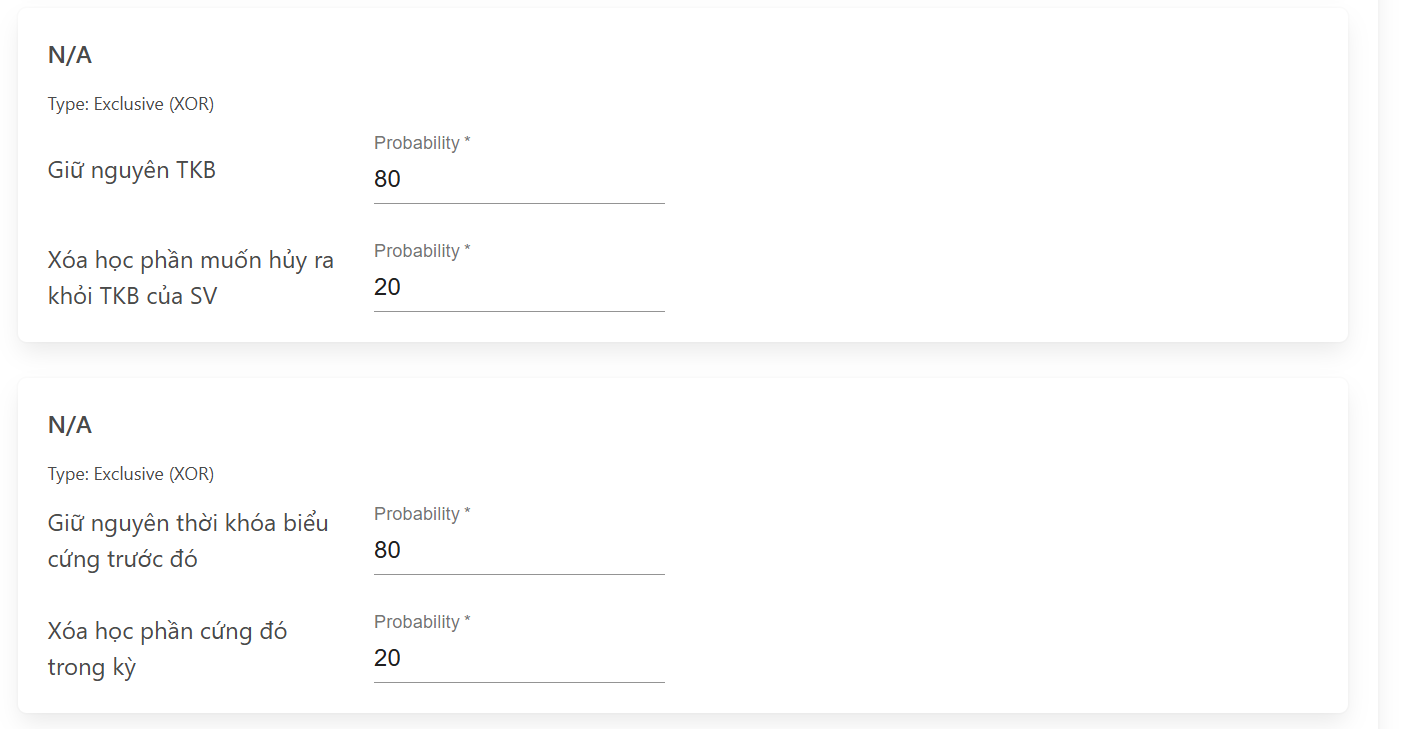 N/A
Type: Exclusive (XOR)
Giữ nguyên TKB
Probability *
80
Xóa học phần muốn hủy ra
khỏi TKB của SV
Probability *
20
N/A
Type: Exclusive (XOR)
Giữ nguyên thời khóa biểu
cứng trước đó
Probability *
80
Xóa học phần cứng đó
trong kỳ
Probability *
20